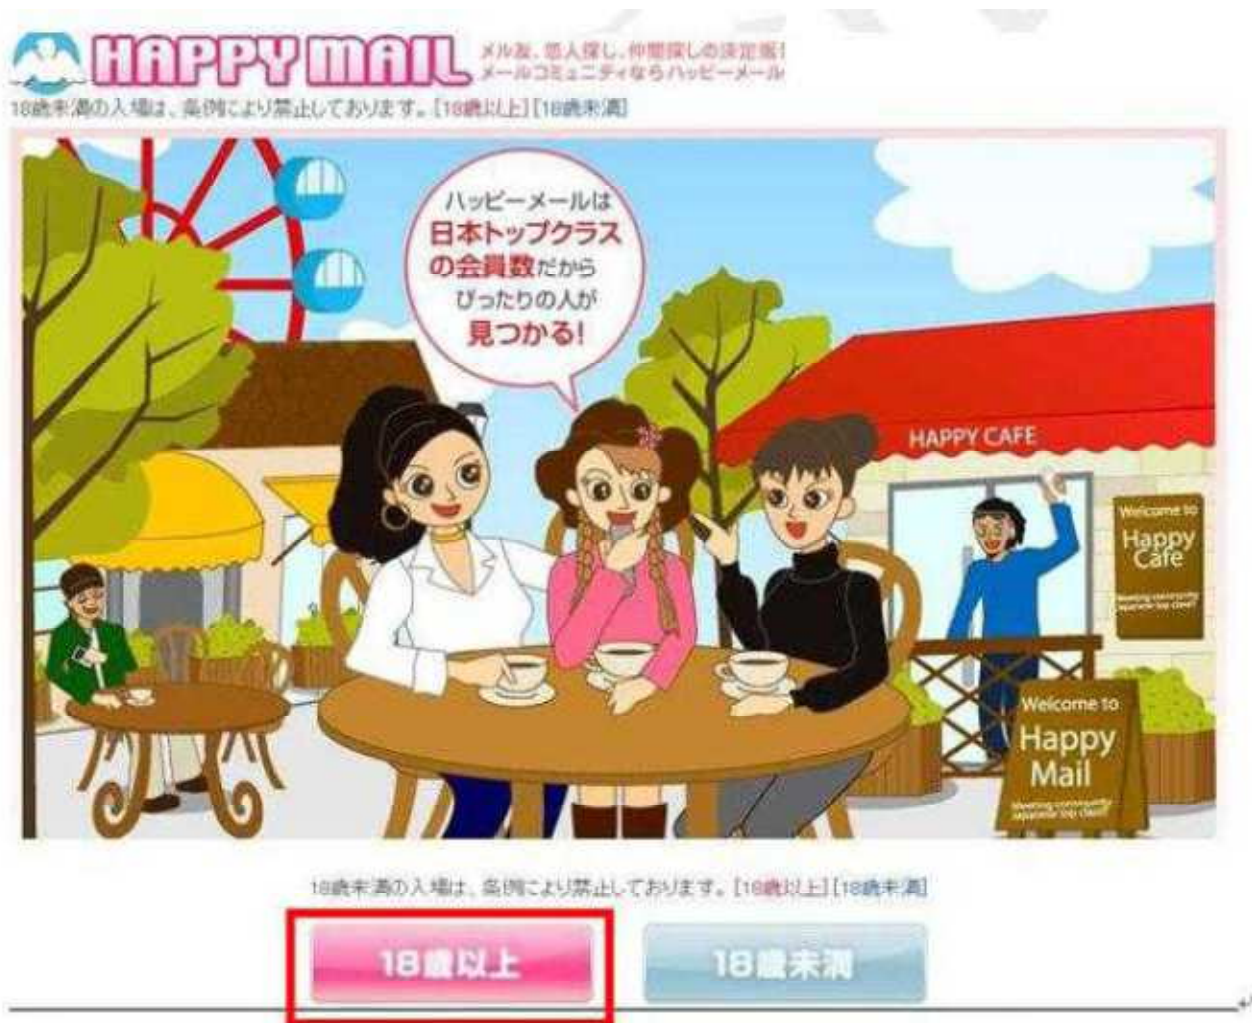 HAPPY MAIL
メル友、恋人探し、仲間探しの決定版!
メールコミュニティならハッピーメール
18歳未満の入場は、条例により禁止しております。[18歳以上][18歳未満]
ハッピーメールは
日本トップクラス
の会員数だから
ぴったりの人が
見つかる!
HAPPY CAFE
Welcome to
Happy
Cafe
Welcome to
Happy
Mail
18歳未満の入場は、条例により禁止しております。[18歳以上][18歳未満]
18歳以上
18歳未満